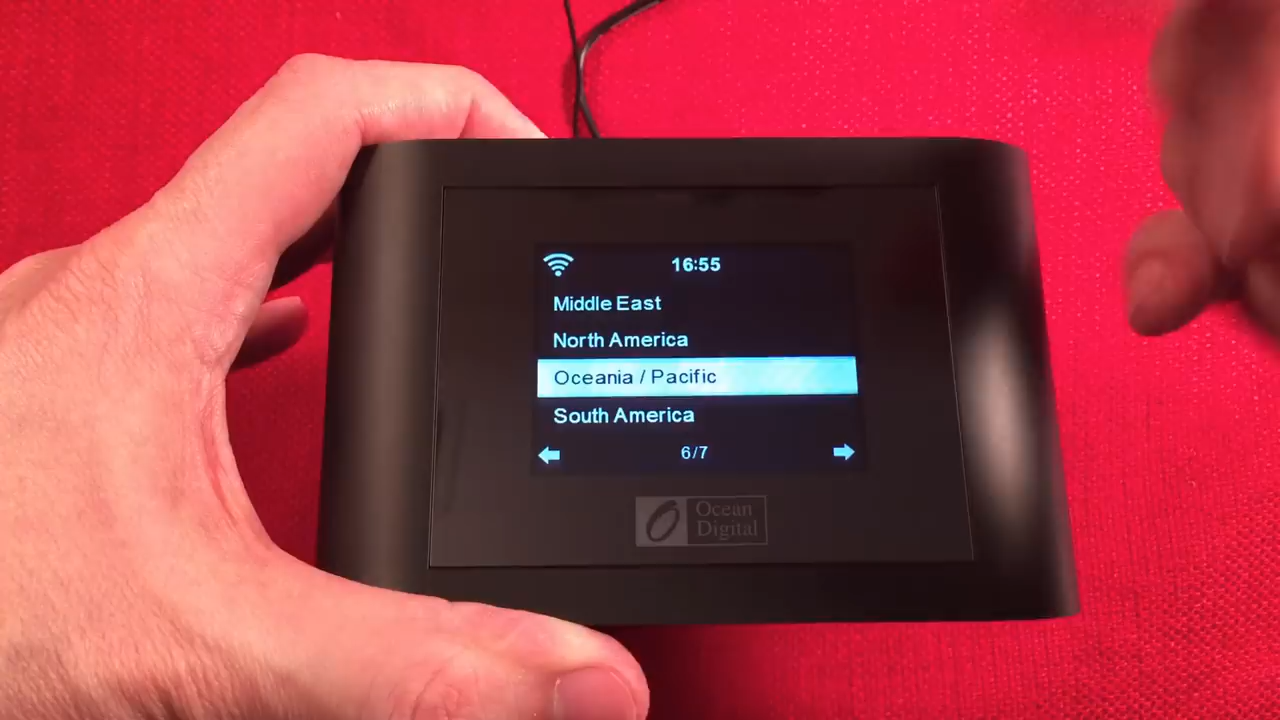 16:55
Middle East
North America
Oceania / Pacific
South America
6/7
Ocean
Digital